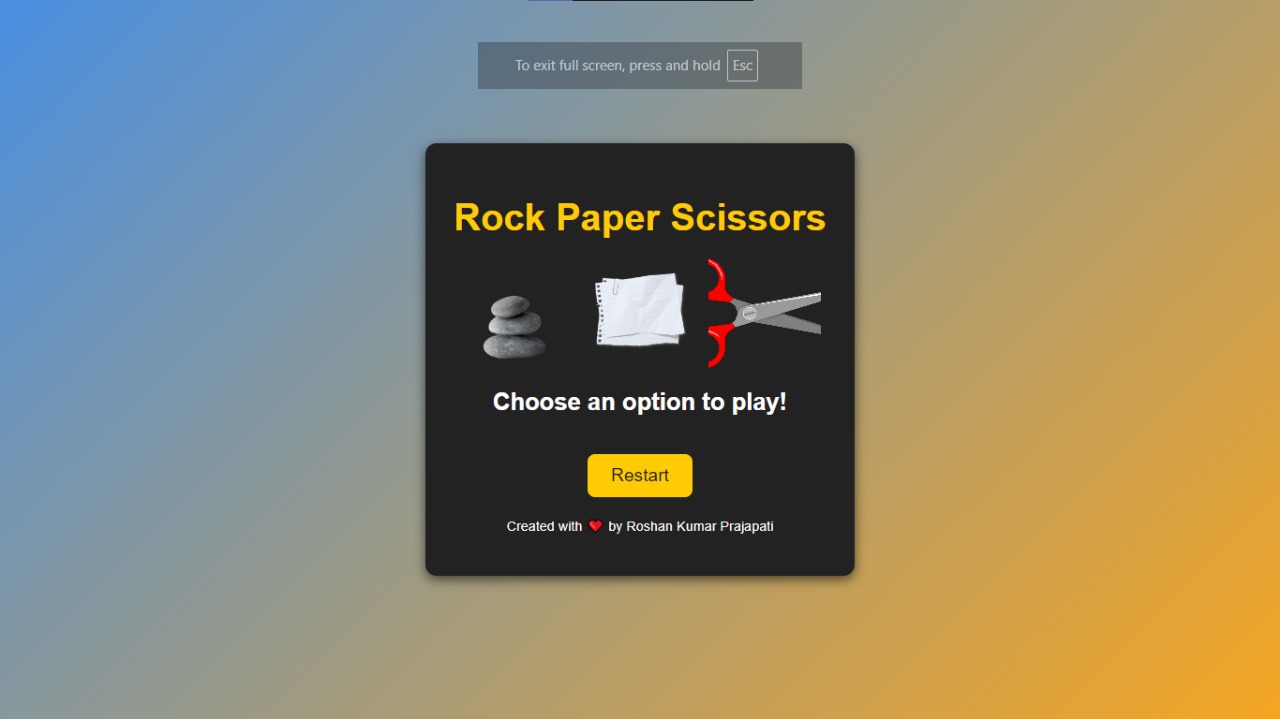 To exit full screen, press and hold Esc
Rock Paper Scissors
Choose an option to play!
Restart
Created with ❤️ by Roshan Kumar Prajapati